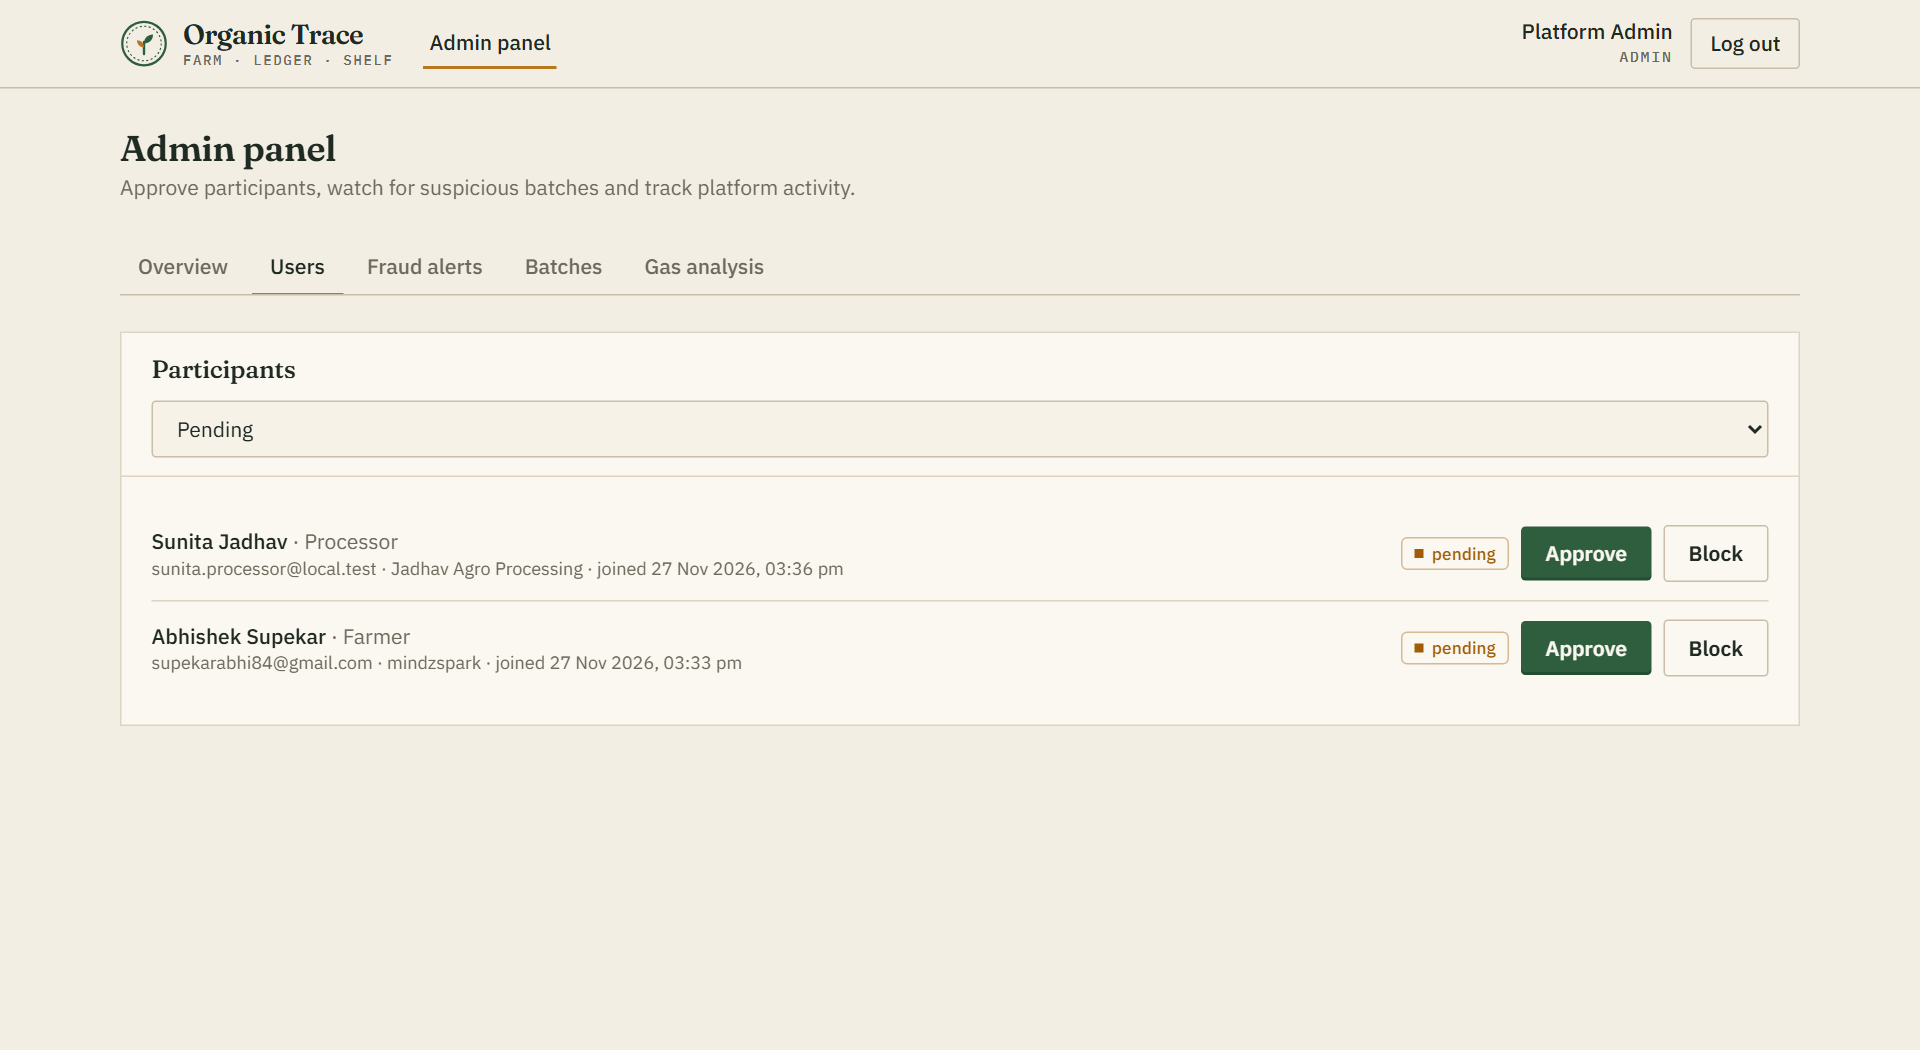 Organic Trace
FARM · LEDGER · SHELF
Admin panel
Platform Admin
ADMIN
Log out
Admin panel
Approve participants, watch for suspicious batches and track platform activity.
Overview Users Fraud alerts Batches Gas analysis
Participants
Pending
Sunita Jadhav · Processor
sunita.processor@local.test · Jadhav Agro Processing · joined 27 Nov 2026, 03:36 pm
pending Approve Block
Abhishek Supekar · Farmer
supekarabhi84@gmail.com · mindzspark · joined 27 Nov 2026, 03:33 pm
pending Approve Block